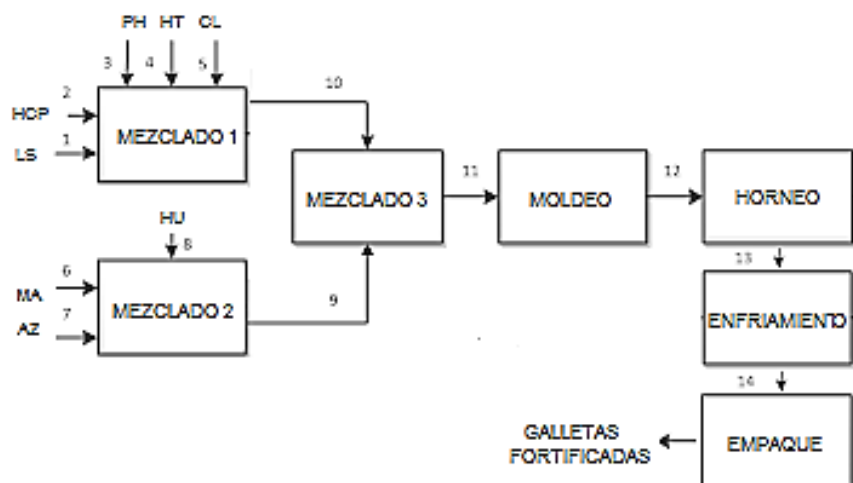 PH HT CL
3 4 5
2
HCP
1
LS
MEZCLADO 1
10
MEZCLADO 3
11
MOLDEO
12
HORNEO
HU
8
6
MA
7
AZ
MEZCLADO 2
9
13
ENFRIAMIENTO
14
EMPAQUE
GALLETAS
FORTIFICADAS